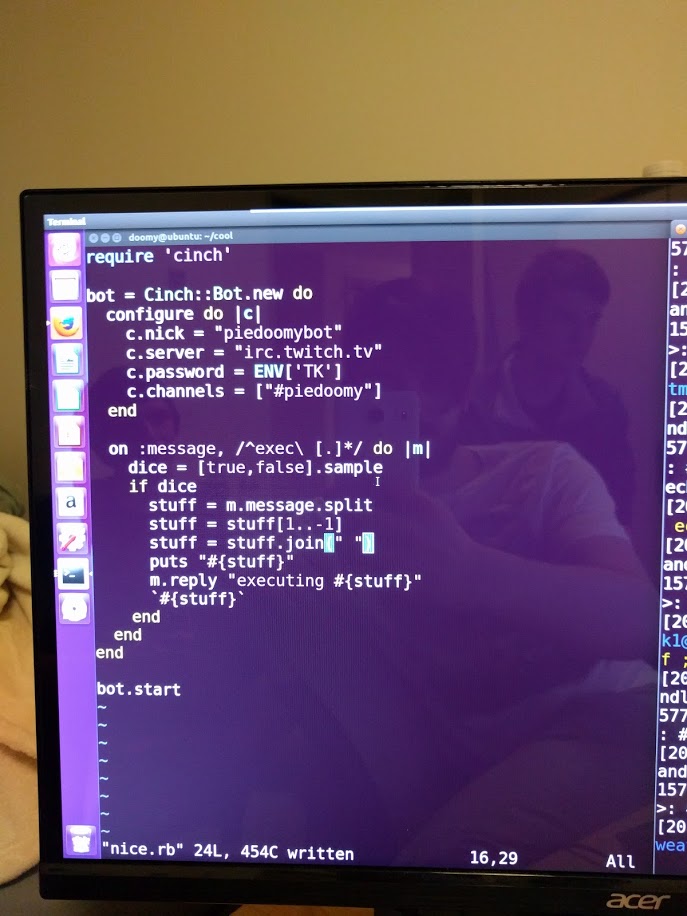 Terminal
doomy@ubuntu: ~/cool
require 'cinch'
bot = Cinch::Bot.new do
configure do |c|
c.nick = "piedoomybot"
c.server = "irc.twitch.tv"
c.password = ENV['TK']
c.channels = ["#piedoomy"]
end
on :message, /^exec\ [.]*/ do |m|
dice = [true,false].sample
if dice
stuff = m.message.split
stuff = stuff[1..-1]
stuff = stuff.join(" ")
puts "#{stuff}"
m.reply "executing #{stuff}"
`#{stuff}`
end
end
end
bot.start
~
~
~
~
~
~
~
~
"nice.rb" 24L, 454C written 16,29 All
57
:
[2
an
15
>:
[2
tm
[2
nd
57
: #
ec
[20
e
[20
and
157
>:
[20
k1@
f ;
[20
ndl
577
: #
[20
and
157
>:
[20
wea
a
acer